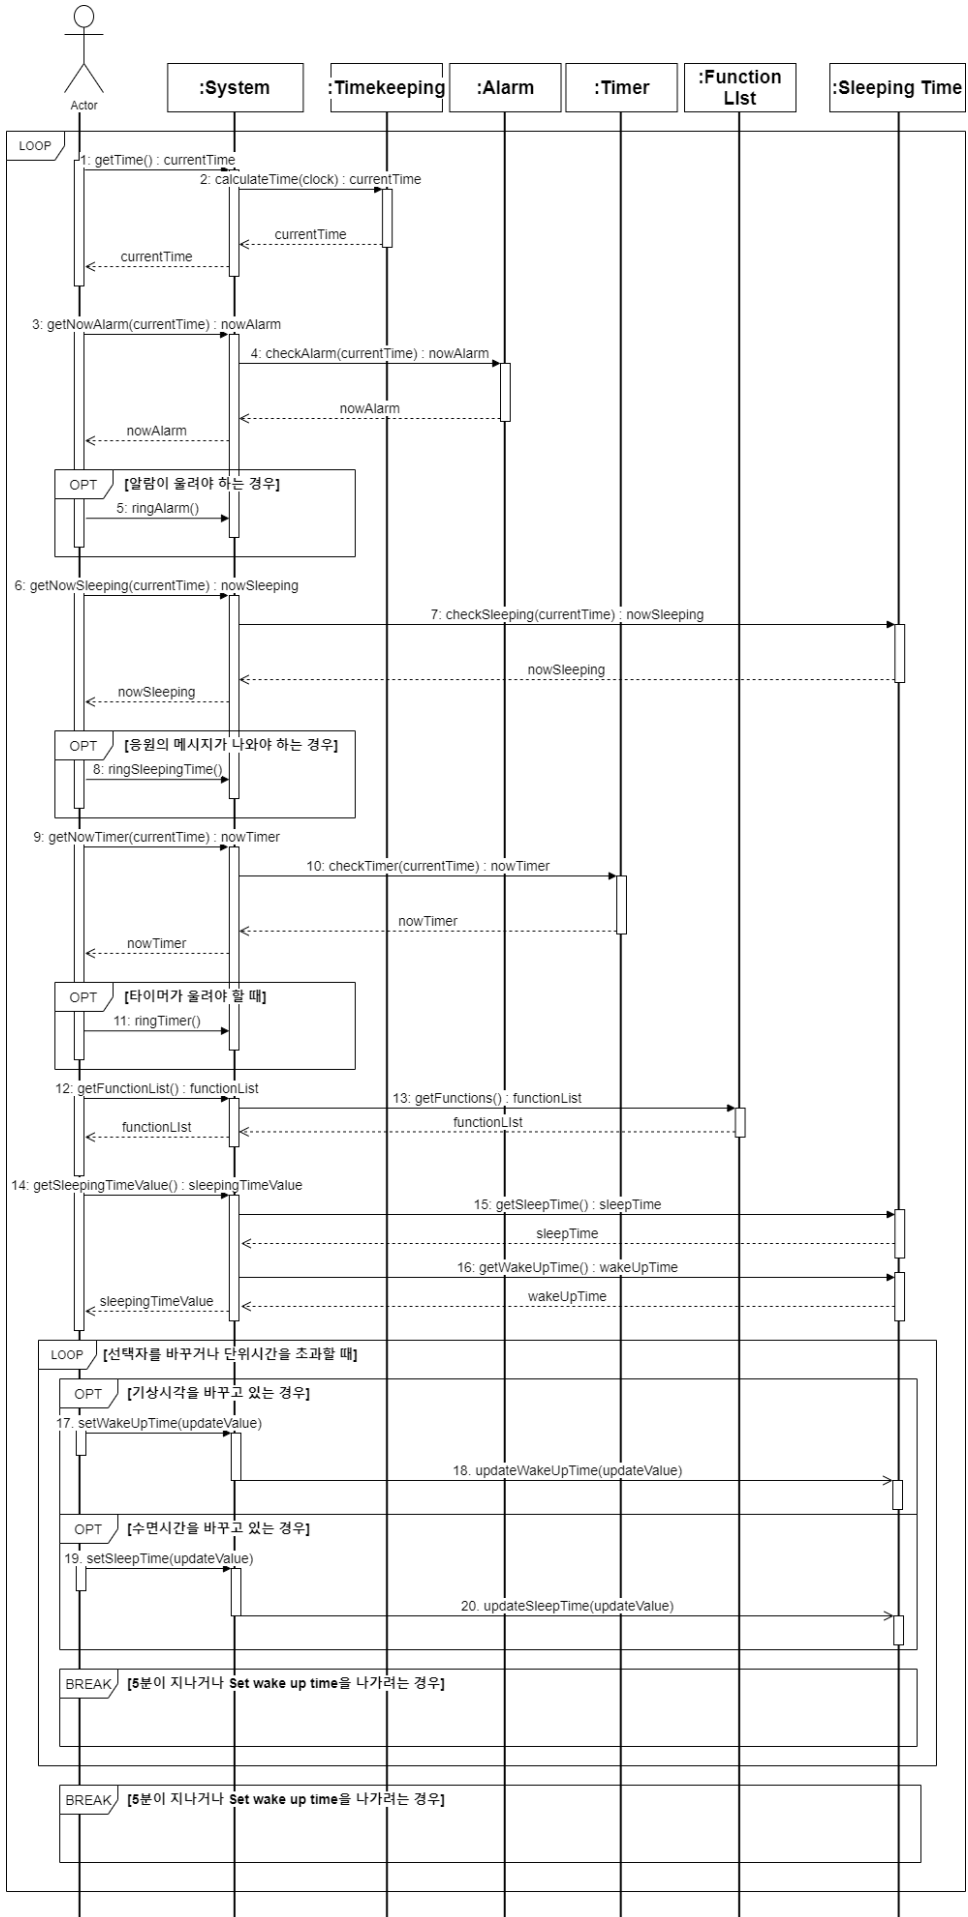 Actor
:System
:Timekeeping
:Alarm
:Timer
:Function
LIst
:Sleeping Time
LOOP
1: getTime() : currentTime
2: calculateTime(clock) : currentTime
currentTime
currentTime
3: getNowAlarm(currentTime) : nowAlarm
4: checkAlarm(currentTime) : nowAlarm
nowAlarm
nowAlarm
OPT
[알람이 울려야 하는 경우]
5: ringAlarm()
6: getNowSleeping(currentTime) : nowSleeping
7: checkSleeping(currentTime) : nowSleeping
nowSleeping
nowSleeping
OPT
[응원의 메시지가 나와야 하는 경우]
8: ringSleepingTime()
9: getNowTimer(currentTime) : nowTimer
10: checkTimer(currentTime) : nowTimer
nowTimer
nowTimer
OPT
[타이머가 울려야 할 때]
11: ringTimer()
12: getFunctionList() : functionList
13: getFunctions() : functionList
functionLIst
functionLIst
14: getSleepingTimeValue() : sleepingTimeValue
15: getSleepTime() : sleepTime
sleepTime
16: getWakeUpTime() : wakeUpTime
wakeUpTime
sleepingTimeValue
LOOP
[선택자를 바꾸거나 단위시간을 초과할 때]
OPT
[기상시각을 바꾸고 있는 경우]
17. setWakeUpTime(updateValue)
18. updateWakeUpTime(updateValue)
OPT
[수면시간을 바꾸고 있는 경우]
19. setSleepTime(updateValue)
20. updateSleepTime(updateValue)
BREAK
[5분이 지나거나 Set wake up time을 나가려는 경우]
BREAK
[5분이 지나거나 Set wake up time을 나가려는 경우]